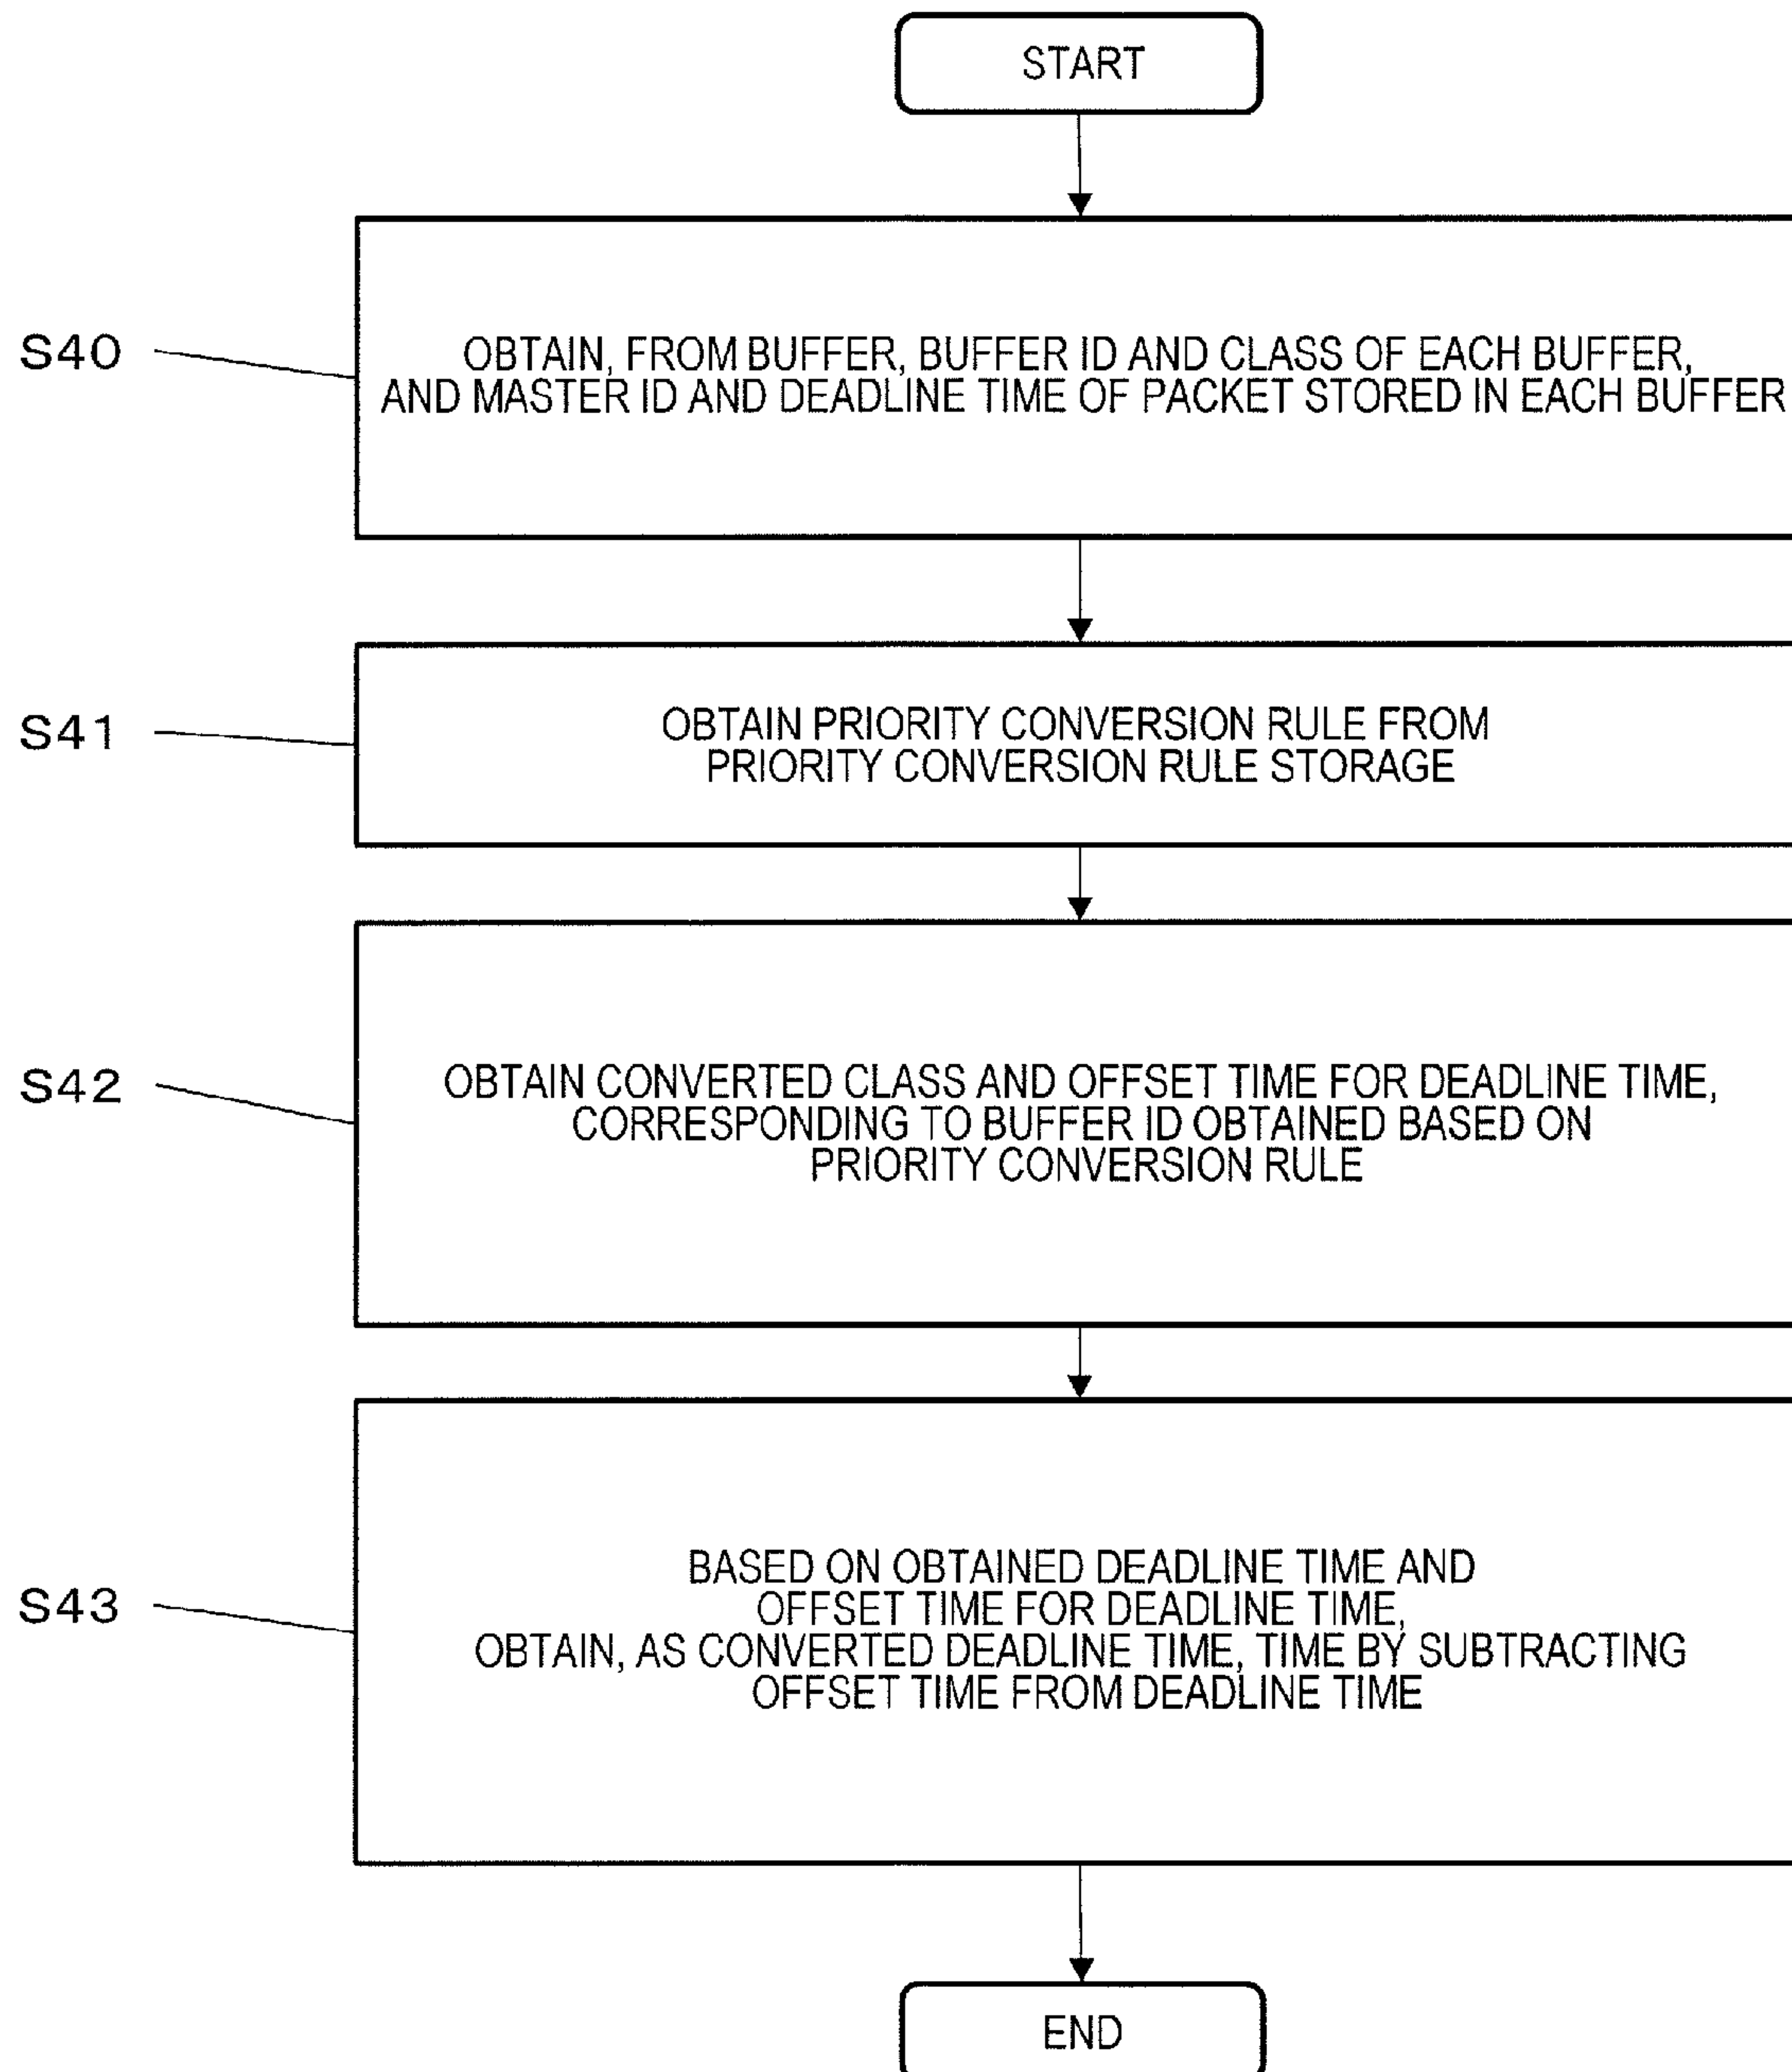 START
S40
OBTAIN, FROM BUFFER, BUFFER ID AND CLASS OF EACH BUFFER,
AND MASTER ID AND DEADLINE TIME OF PACKET STORED IN EACH BUFFER
S41
OBTAIN PRIORITY CONVERSION RULE FROM
PRIORITY CONVERSION RULE STORAGE
S42
OBTAIN CONVERTED CLASS AND OFFSET TIME FOR DEADLINE TIME,
CORRESPONDING TO BUFFER ID OBTAINED BASED ON
PRIORITY CONVERSION RULE
S43
BASED ON OBTAINED DEADLINE TIME AND
OFFSET TIME FOR DEADLINE TIME,
OBTAIN, AS CONVERTED DEADLINE TIME, TIME BY SUBTRACTING
OFFSET TIME FROM DEADLINE TIME
END